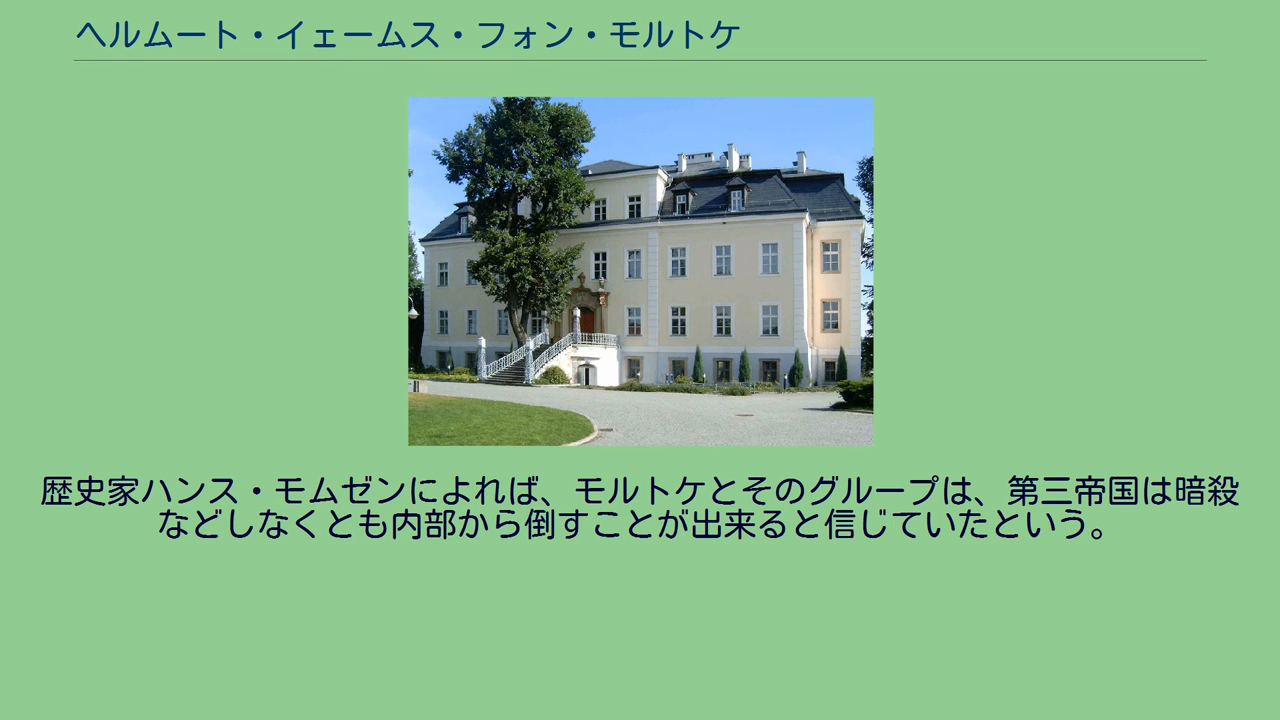 ヘルムート・イェームス・フォン・モルトケ
歴史家ハンス・モムゼンによれば、モルトケとそのグループは、第三帝国は暗殺
などしなくとも内部から倒すことが出来ると信じていたという。